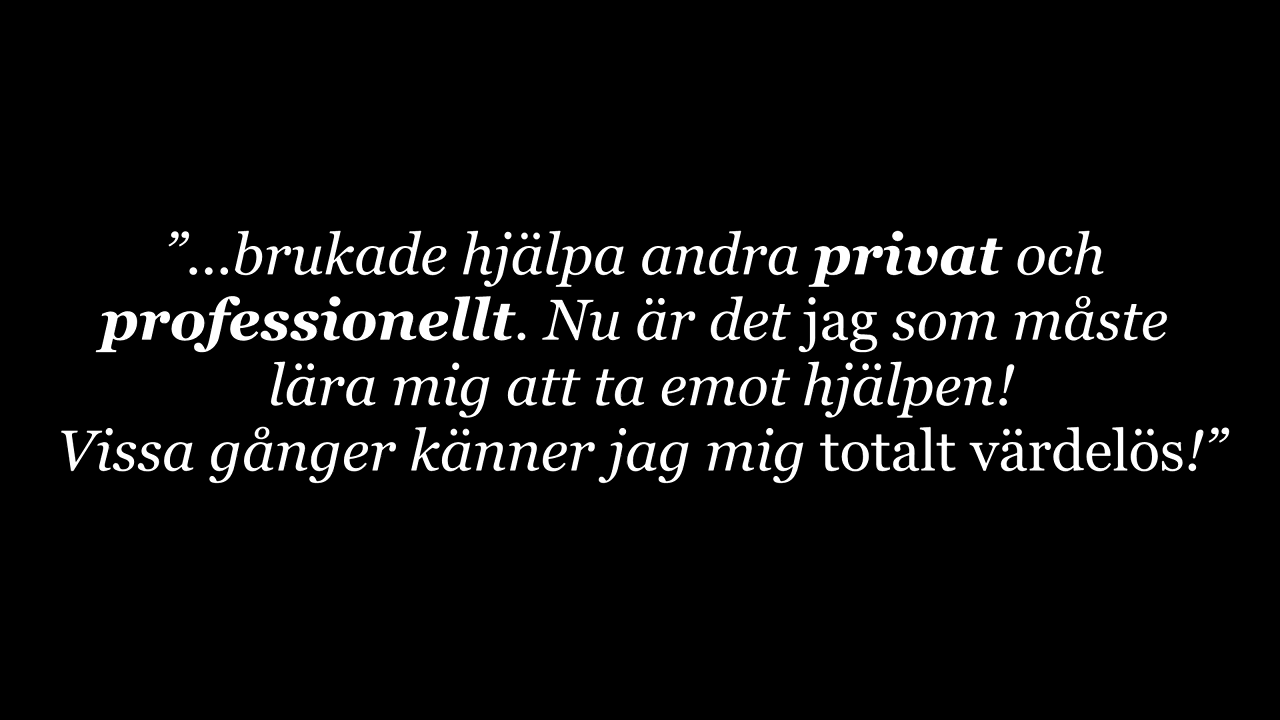 ”...brukade hjälpa andra privat och
professionellt. Nu är det jag som måste
lära mig att ta emot hjälpen!
Vissa gånger känner jag mig totalt värdelös!”